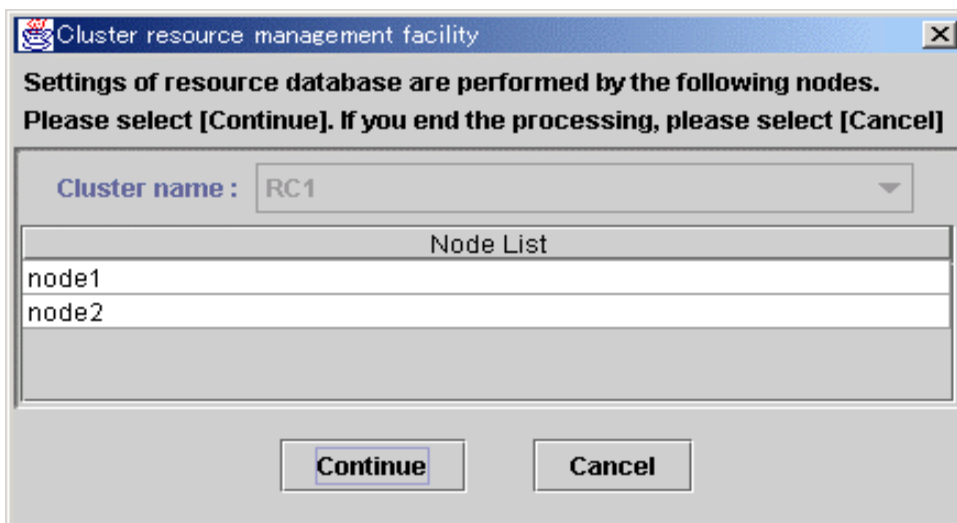 Cluster resource management facility
Settings of resource database are performed by the following nodes.
Please select [Continue]. If you end the processing, please select [Cancel]
Cluster name : RC1
Node List
node1
node2
Continue Cancel